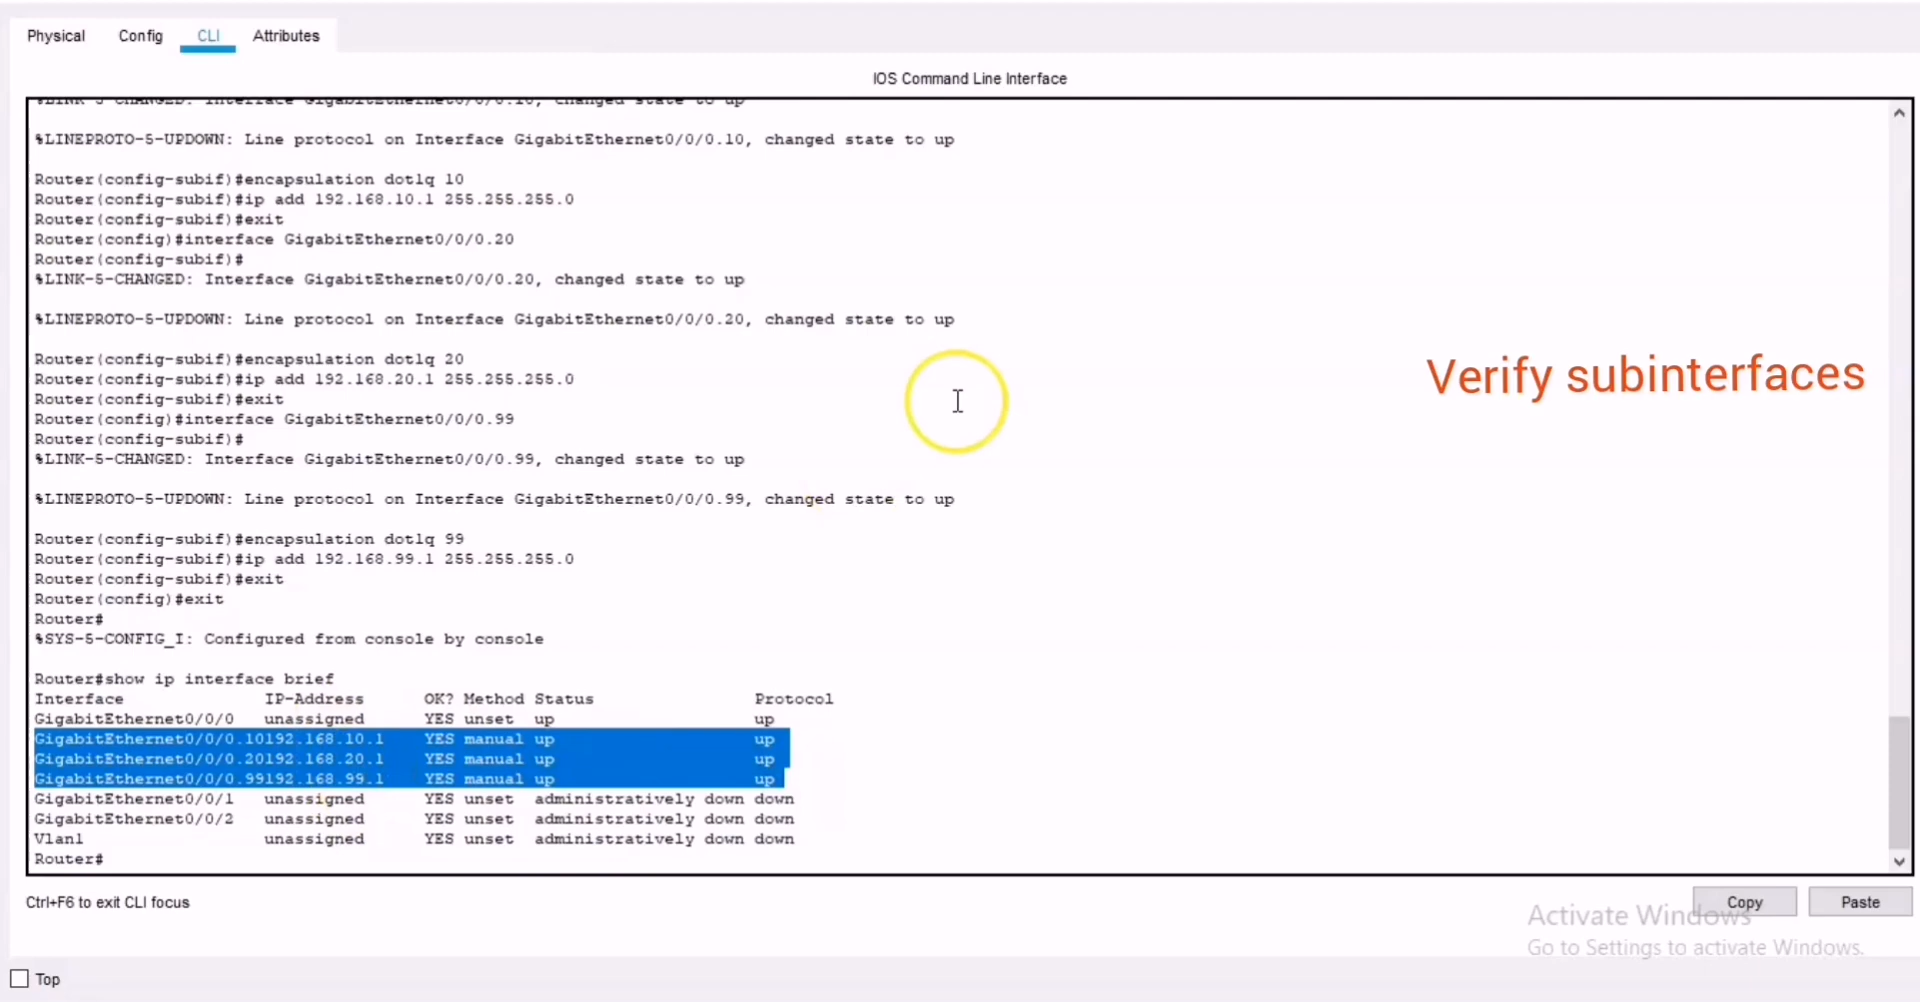 Physical Config CLI Attributes
IOS Command Line Interface
%LINK-5-CHANGED: Interface GigabitEthernet0/0/0.10, changed state to up
%LINEPROTO-5-UPDOWN: Line protocol on Interface GigabitEthernet0/0/0.10, changed state to up
Router(config-subif)#encapsulation dot1q 10
Router(config-subif)#ip add 192.168.10.1 255.255.255.0
Router(config-subif)#exit
Router(config)#interface GigabitEthernet0/0/0.20
Router(config-subif)#
%LINK-5-CHANGED: Interface GigabitEthernet0/0/0.20, changed state to up
%LINEPROTO-5-UPDOWN: Line protocol on Interface GigabitEthernet0/0/0.20, changed state to up
Router(config-subif)#encapsulation dot1q 20
Router(config-subif)#ip add 192.168.20.1 255.255.255.0
Router(config-subif)#exit
Router(config)#interface GigabitEthernet0/0/0.99
Router(config-subif)#
%LINK-5-CHANGED: Interface GigabitEthernet0/0/0.99, changed state to up
%LINEPROTO-5-UPDOWN: Line protocol on Interface GigabitEthernet0/0/0.99, changed state to up
Router(config-subif)#encapsulation dot1q 99
Router(config-subif)#ip add 192.168.99.1 255.255.255.0
Router(config-subif)#exit
Router(config)#exit
Router#
%SYS-5-CONFIG_I: Configured from console by console
Router#show ip interface brief
Interface IP-Address OK? Method Status Protocol
GigabitEthernet0/0/0 unassigned YES unset up up
GigabitEthernet0/0/0.10192.168.10.1 YES manual up up
GigabitEthernet0/0/0.20192.168.20.1 YES manual up up
GigabitEthernet0/0/0.99192.168.99.1 YES manual up up
GigabitEthernet0/0/1 unassigned YES unset administratively down down
GigabitEthernet0/0/2 unassigned YES unset administratively down down
Vlan1 unassigned YES unset administratively down down
Router#
Verify subinterfaces
Ctrl+F6 to exit CLI focus
Copy Paste
Activate Windows
Go to Settings to activate Windows.
Top